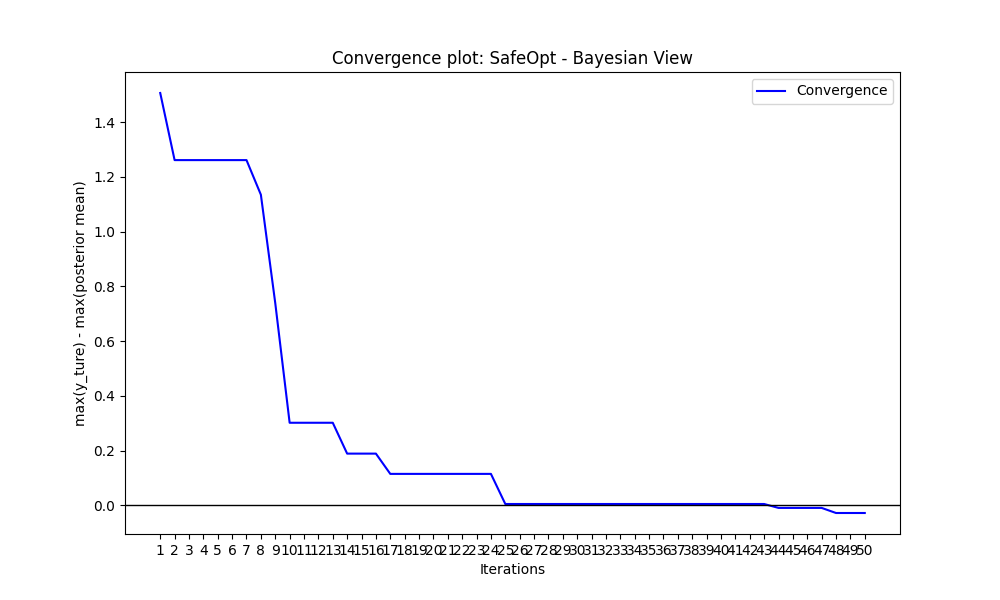 Convergence plot: SafeOpt - Bayesian View
Convergence
max(y_ture) - max(posterior mean)
1.4
1.2
1.0
0.8
0.6
0.4
0.2
0.0
1 2 3 4 5 6 7 8 9 10 11 12 13 14 15 16 17 18 19 20 21 22 23 24 25 26 27 28 29 30 31 32 33 34 35 36 37 38 39 40 41 42 43 44 45 46 47 48 49 50
Iterations